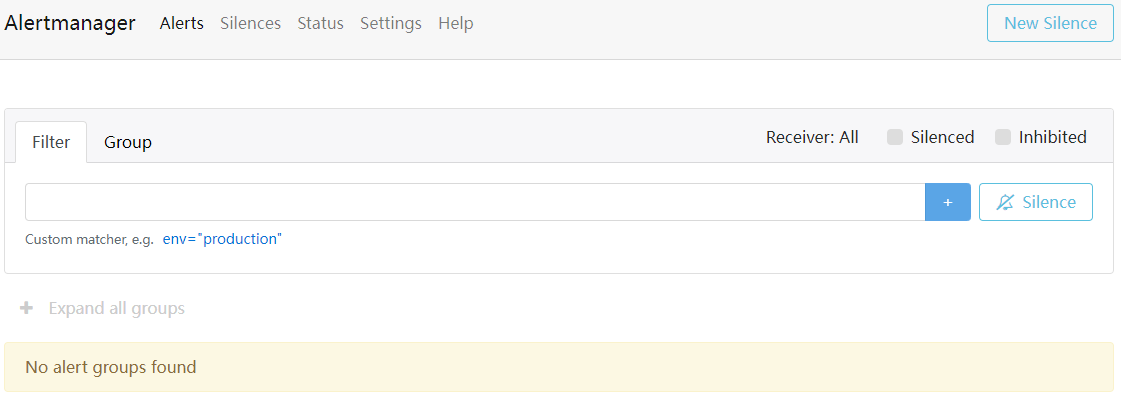 Alertmanager Alerts Silences Status Settings Help New Silence
Filter Group Receiver: All Silenced Inhibited
+ Silence
Custom matcher, e.g. env="production"
+ Expand all groups
No alert groups found